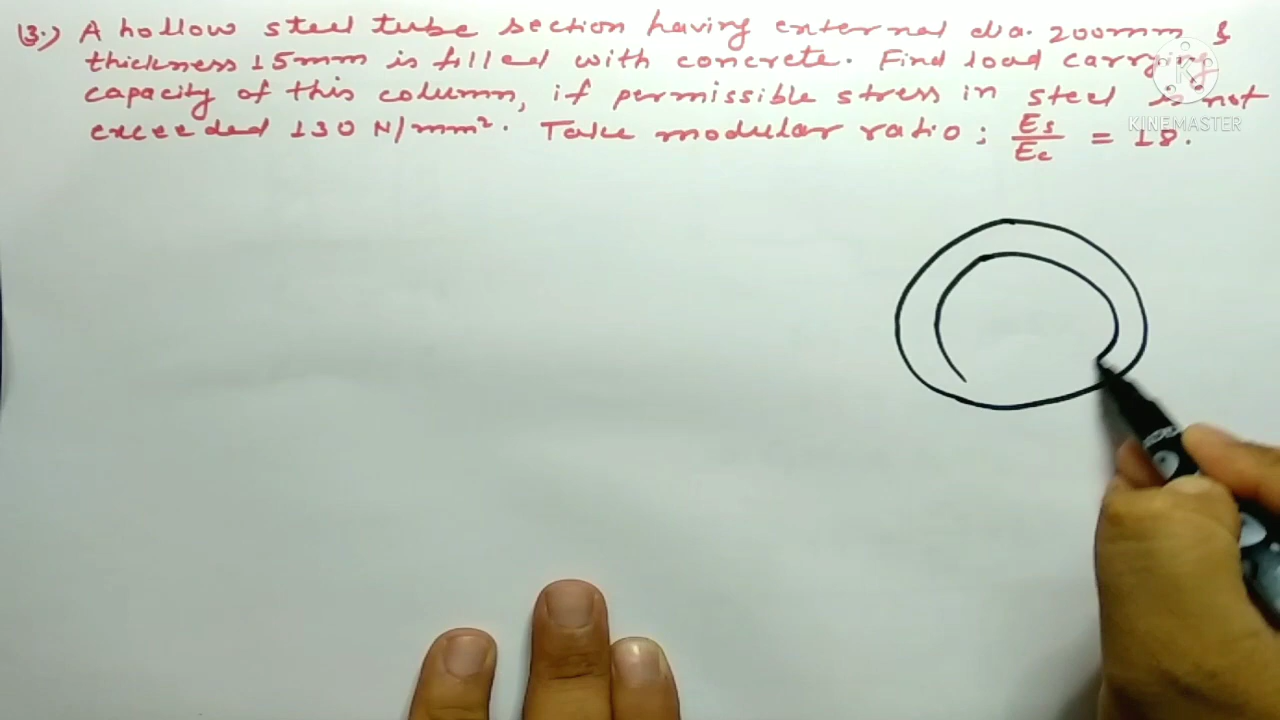 (3.) A hollow steel tube section having external dia. 200mm &
thickness 15mm is filled with concrete. Find load carrying
capacity of this column, if permissible stress in steel is not
exceeded 130 N/mm². Take modular ratio ; Es/Ec = 18.
KINEMASTER